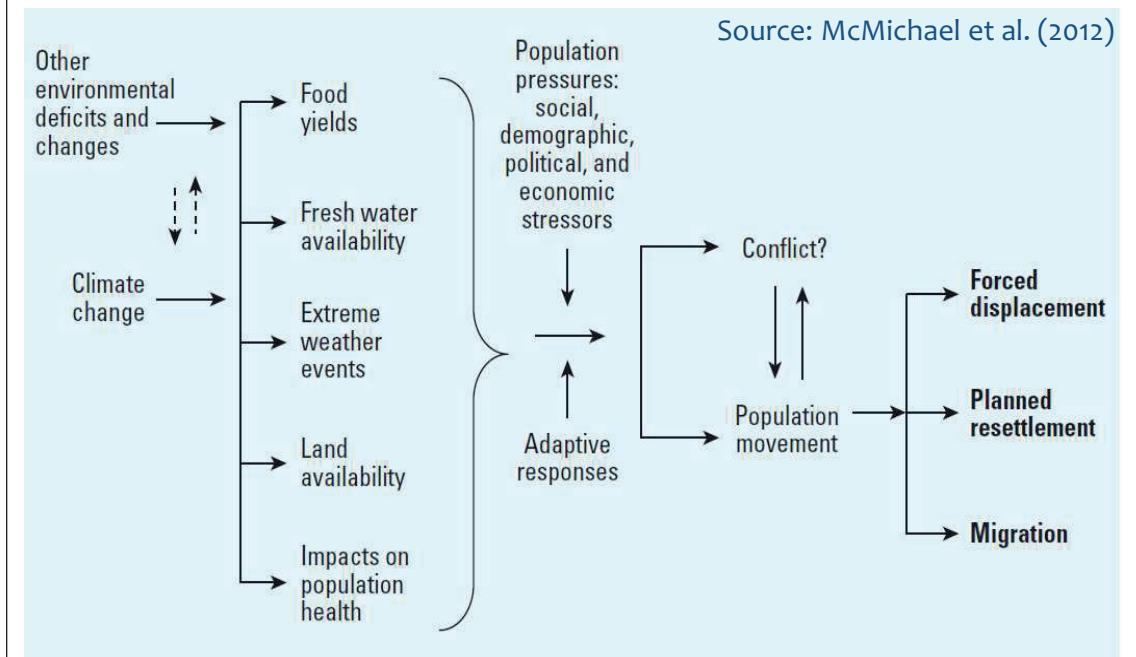 Source: McMichael et al. (2012)
Other
environmental
deficits and
changes
Climate
change
Food
yields
Fresh water
availability
Extreme
weather
events
Land
availability
Impacts on
population
health
Population
pressures:
social,
demographic,
political, and
economic
stressors
Adaptive
responses
Conflict?
Population
movement
Forced
displacement
Planned
resettlement
Migration